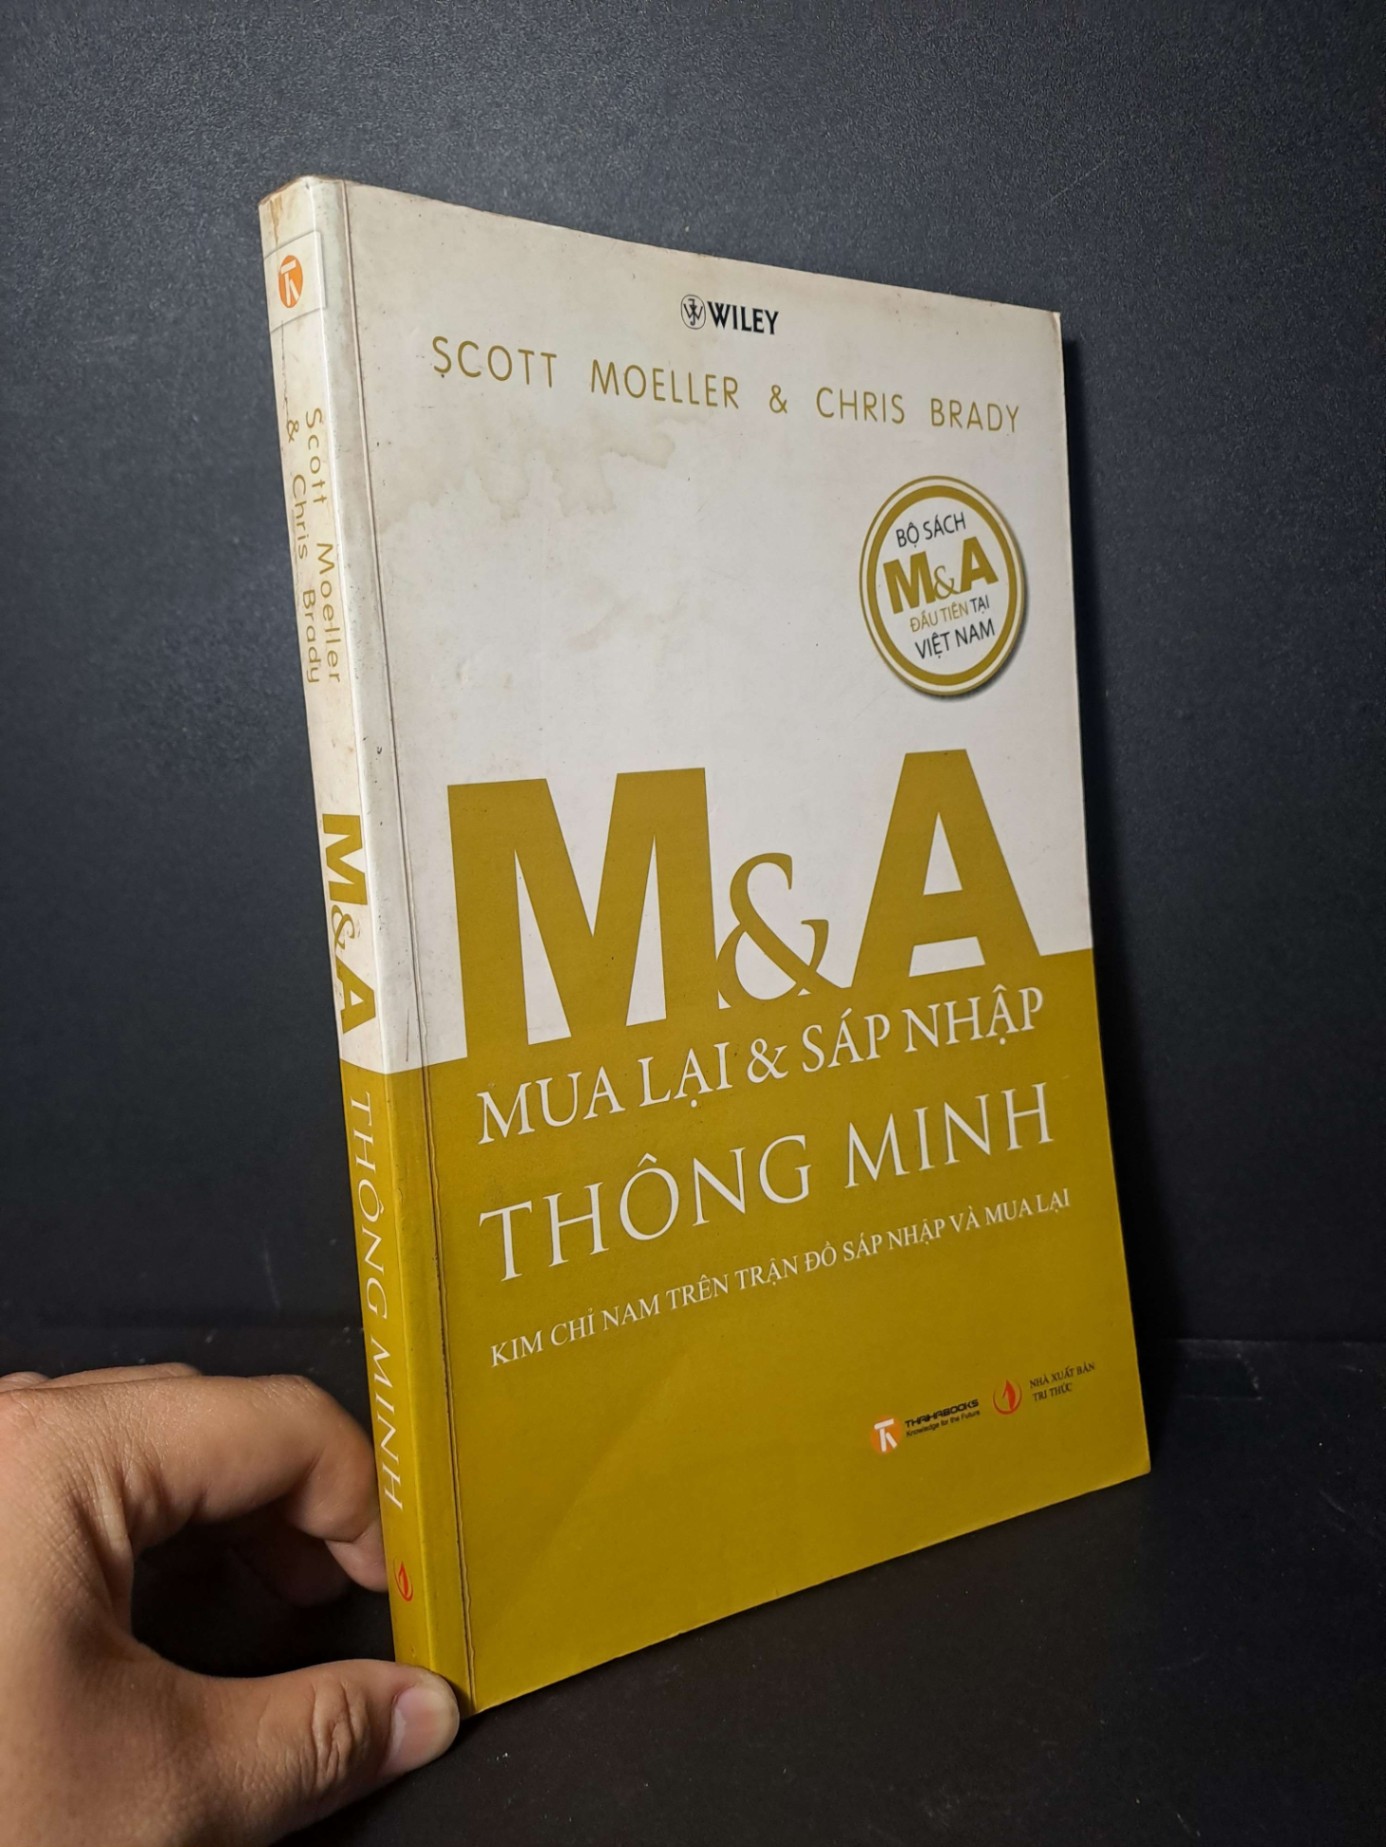 WILEY
SCOTT MOELLER & CHRIS BRADY
BỘ SÁCH
M&A
ĐẦU TIÊN TẠI
VIỆT NAM
M&A
MUA LẠI & SÁP NHẬP
THÔNG MINH
KIM CHỈ NAM TRÊN TRẬN ĐỒ SÁP NHẬP VÀ MUA LẠI
THAIHABOOKS
Knowledge for the Future
NHÀ XUẤT BẢN
TRI THỨC
Scott Moeller
& Chris Brady
M&A THÔNG MINH